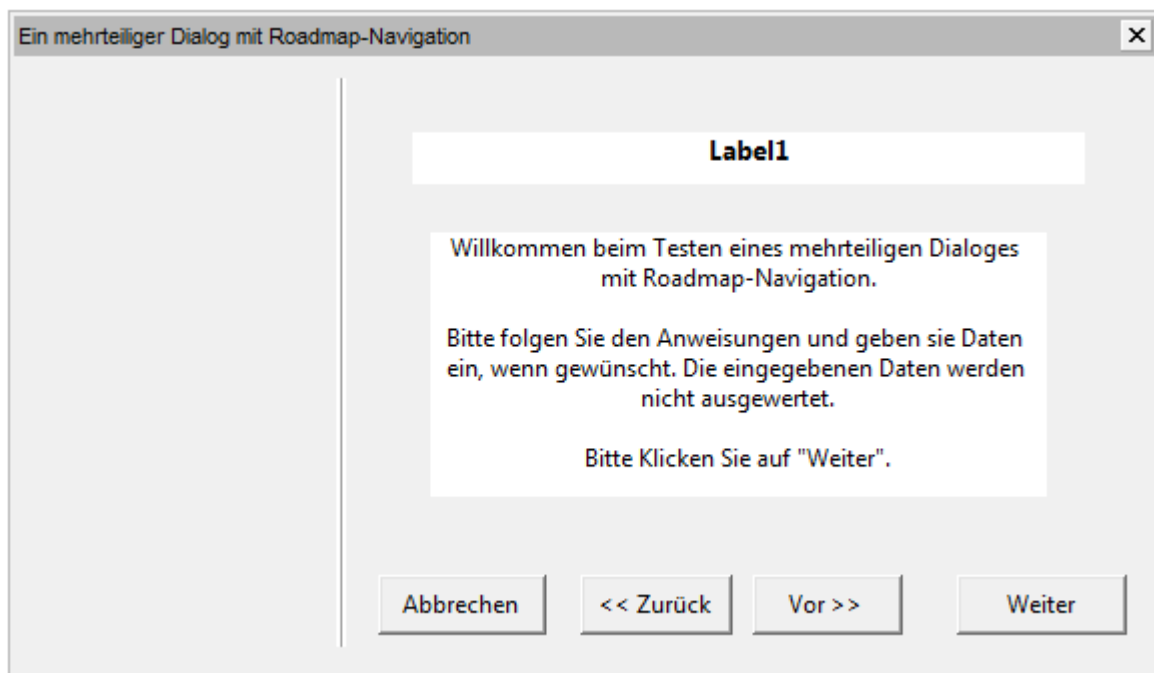 Ein mehrteiliger Dialog mit Roadmap-Navigation
Label1
Willkommen beim Testen eines mehrteiligen Dialoges
mit Roadmap-Navigation.
Bitte folgen Sie den Anweisungen und geben sie Daten
ein, wenn gewünscht. Die eingegebenen Daten werden
nicht ausgewertet.
Bitte Klicken Sie auf "Weiter".
Abbrechen
<< Zurück
Vor >>
Weiter